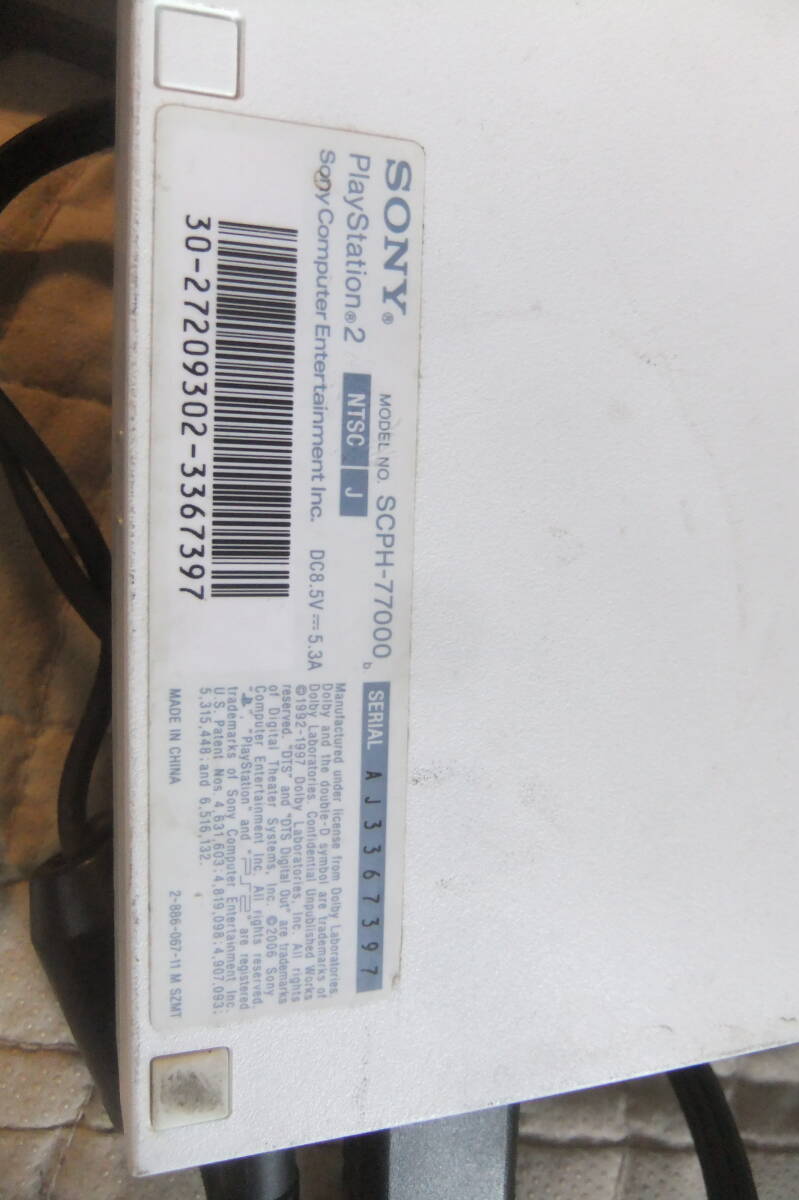 SONY®
MODEL NO. SCPH-77000 b
SERIAL AJ3367397
PlayStation®2
NTSC J
Sony Computer Entertainment Inc.
DC8.5V⎓5.3A
30-27209302-3367397
Manufactured under license from Dolby Laboratories.
Dolby and the double-D symbol are trademarks of
Dolby Laboratories. Confidential Unpublished Works
©1992-1997 Dolby Laboratories, Inc. All rights
reserved. "DTS" and "DTS Digital Out" are trademarks
of Digital Theater Systems, Inc. ©2006 Sony
Computer Entertainment Inc. All rights reserved.
" ", "PlayStation" and " " are registered
trademarks of Sony Computer Entertainment Inc.
U.S. Patent Nos. 4,631,603; 4,819,098; 4,907,093;
5,315,448; and 6,516,132.
MADE IN CHINA
2-886-067-11 M SZMT